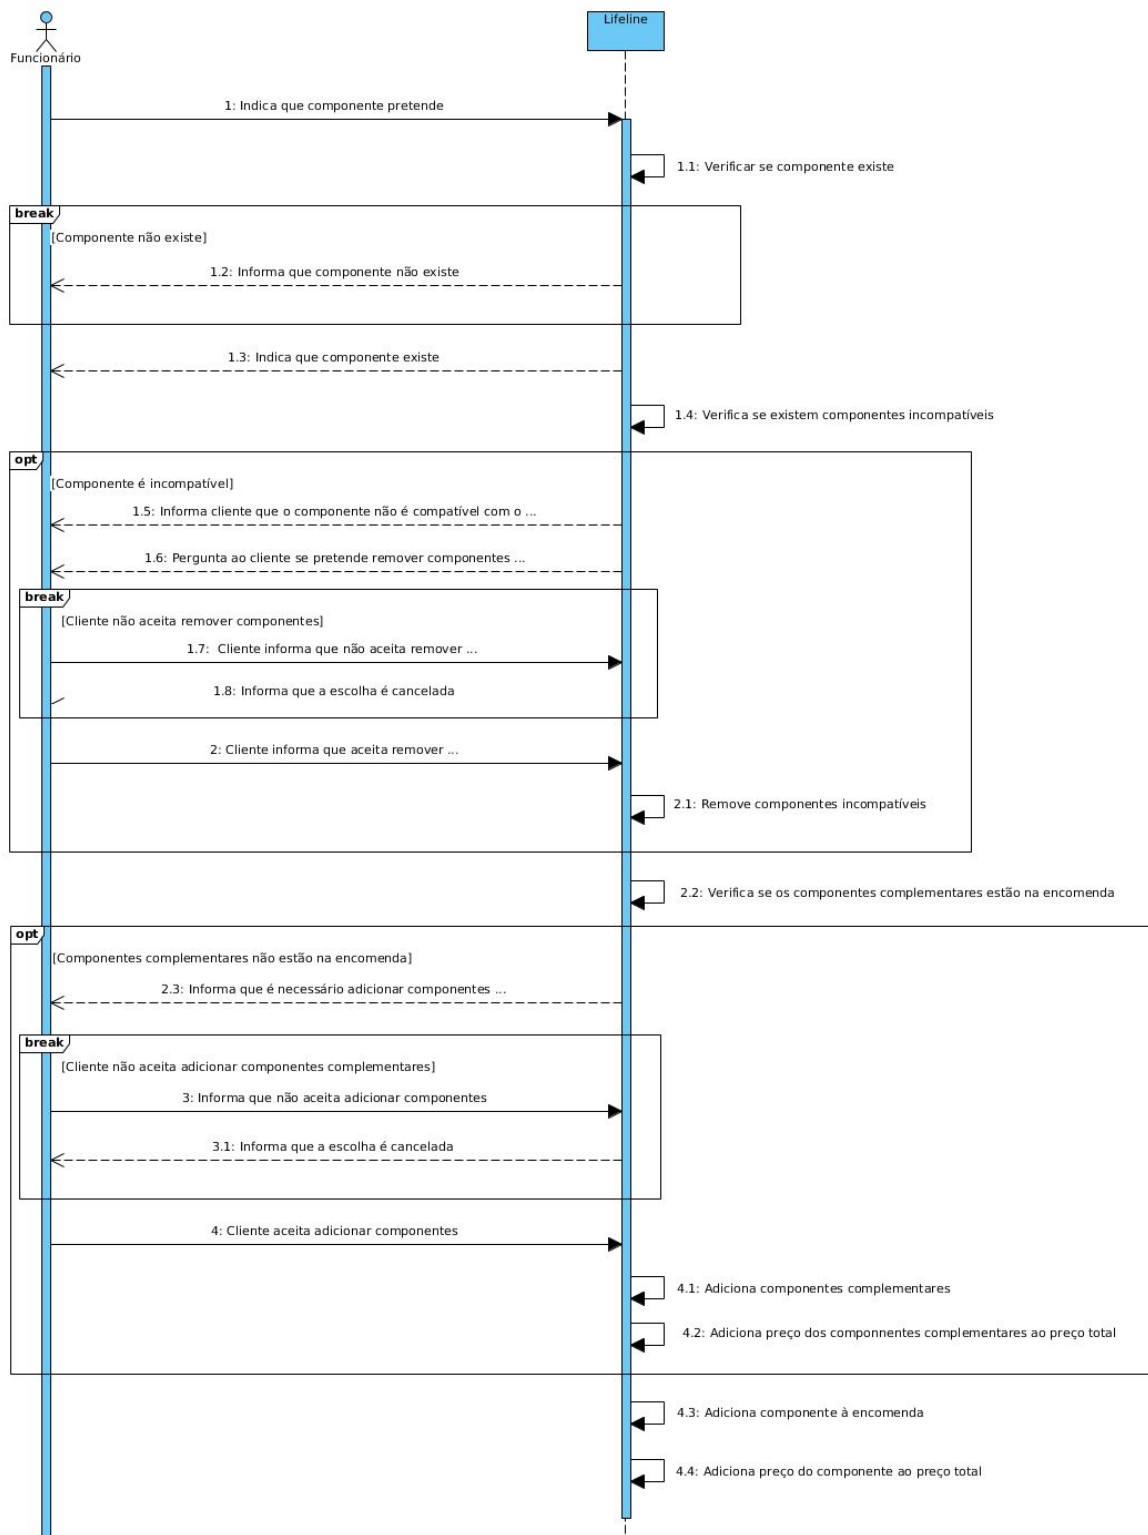 Lifeline
Funcionário
1: Indica que componente pretende
1.1: Verificar se componente existe
break
[Componente não existe]
1.2: Informa que componente não existe
1.3: Indica que componente existe
1.4: Verifica se existem componentes incompatíveis
opt
[Componente é incompatível]
1.5: Informa cliente que o componente não é compatível com o ...
1.6: Pergunta ao cliente se pretende remover componentes ...
break
[Cliente não aceita remover componentes]
1.7: Cliente informa que não aceita remover ...
1.8: Informa que a escolha é cancelada
2: Cliente informa que aceita remover ...
2.1: Remove componentes incompatíveis
2.2: Verifica se os componentes complementares estão na encomenda
opt
[Componentes complementares não estão na encomenda]
2.3: Informa que é necessário adicionar componentes ...
break
[Cliente não aceita adicionar componentes complementares]
3: Informa que não aceita adicionar componentes
3.1: Informa que a escolha é cancelada
4: Cliente aceita adicionar componentes
4.1: Adiciona componentes complementares
4.2: Adiciona preço dos componnentes complementares ao preço total
4.3: Adiciona componente à encomenda
4.4: Adiciona preço do componente ao preço total